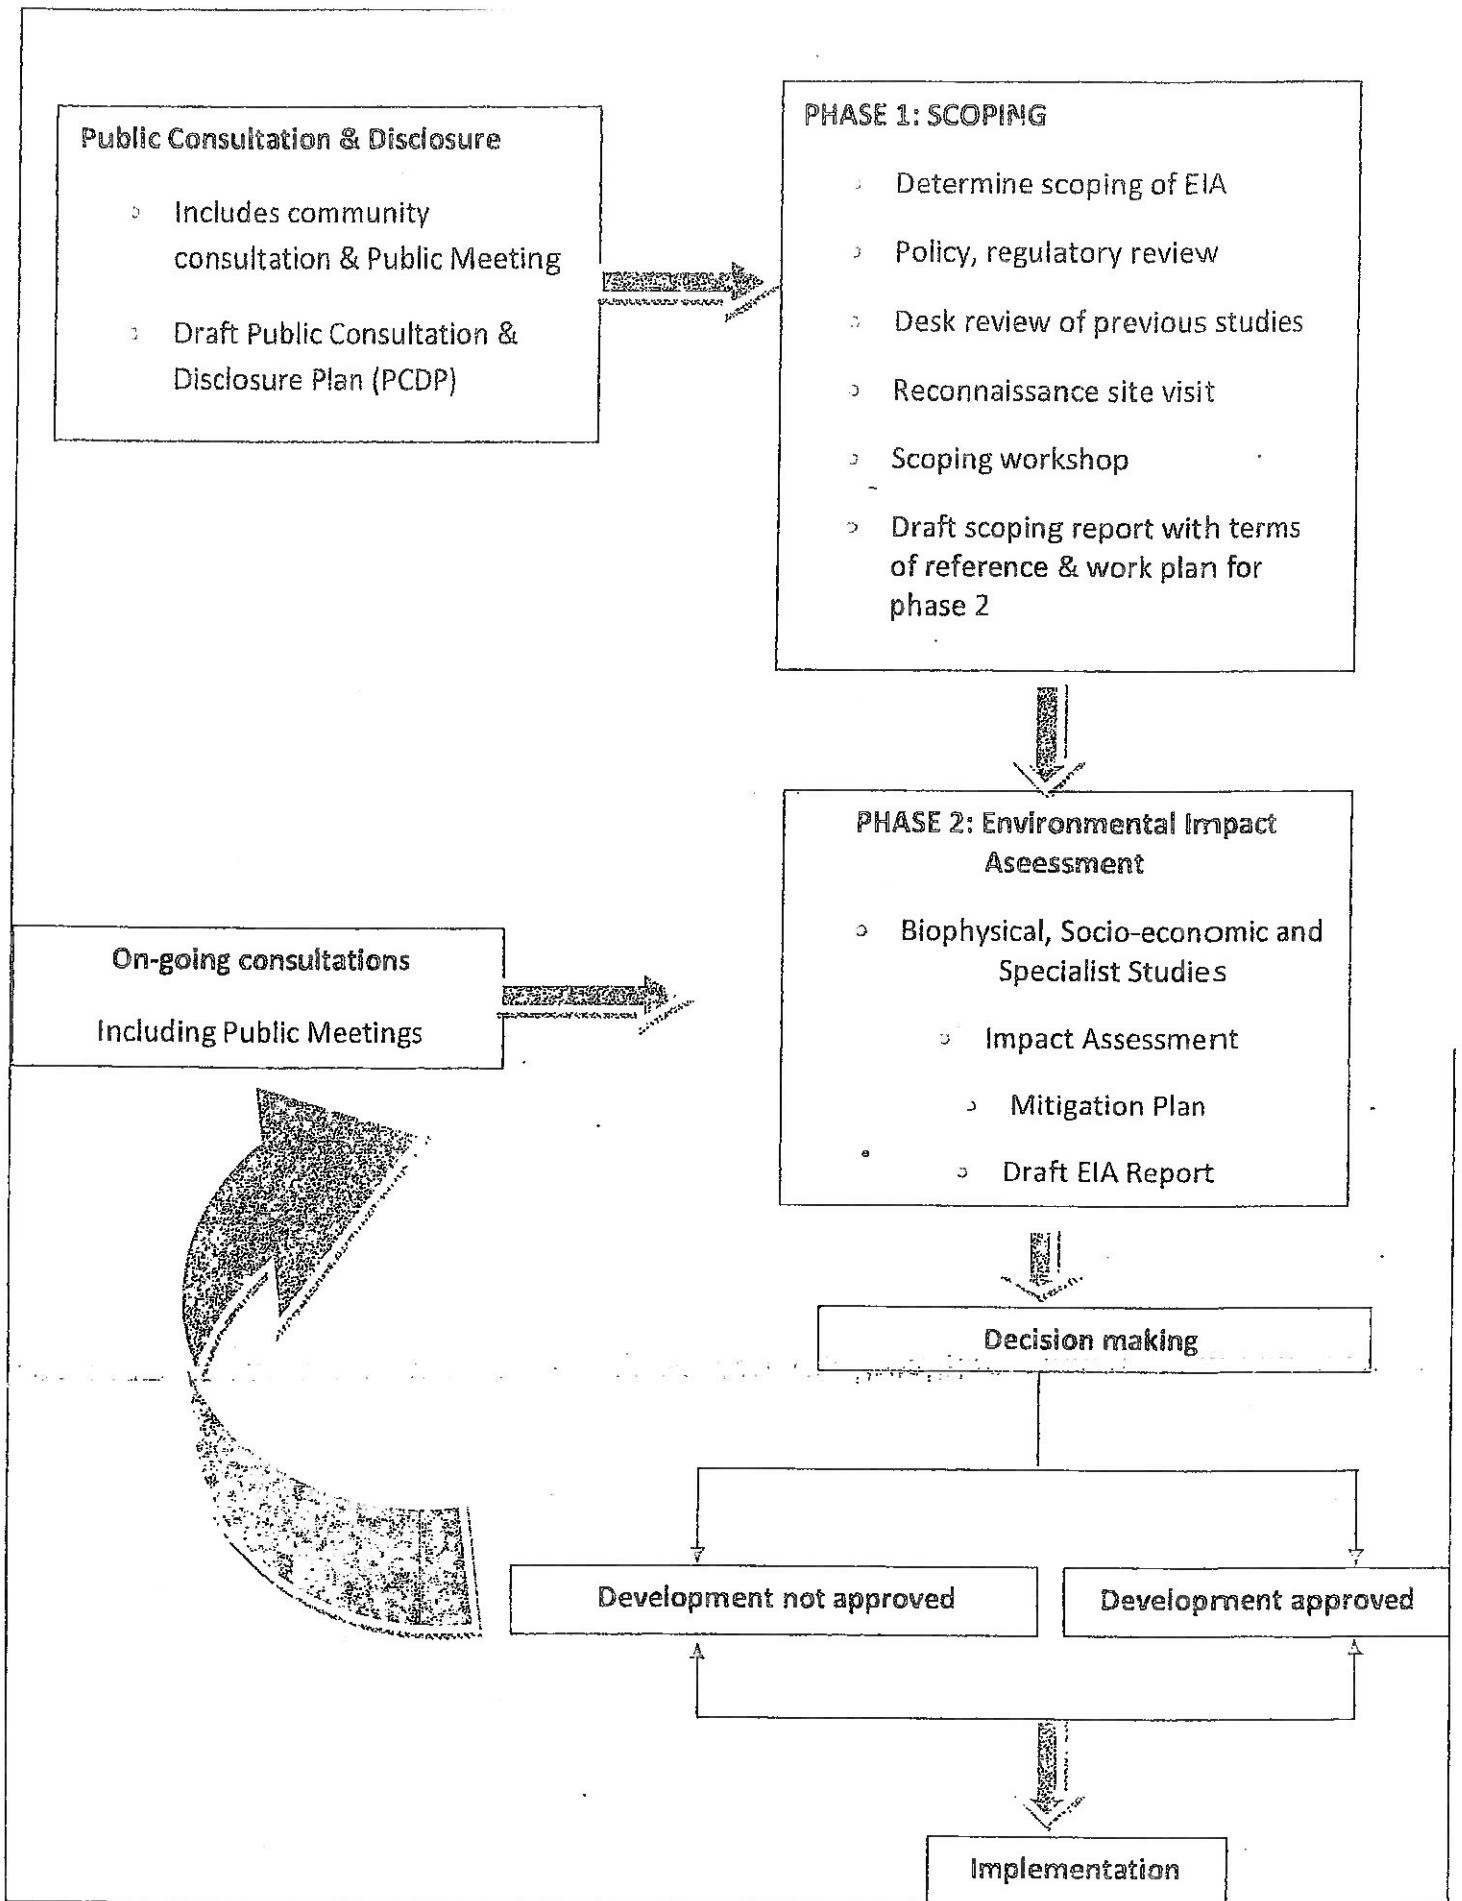 Public Consultation & Disclosure
Includes community
consultation & Public Meeting
Draft Public Consultation &
Disclosure Plan (PCDP)
PHASE 1: SCOPING
Determine scoping of EIA
Policy, regulatory review
Desk review of previous studies
Reconnaissance site visit
Scoping workshop
Draft scoping report with terms
of reference & work plan for
phase 2
PHASE 2: Environmental Impact
Aseessment
Biophysical, Socio-economic and
Specialist Studies
Impact Assessment
Mitigation Plan
Draft EIA Report
On-going consultations
Including Public Meetings
Decision making
Development not approved
Development approved
Implementation